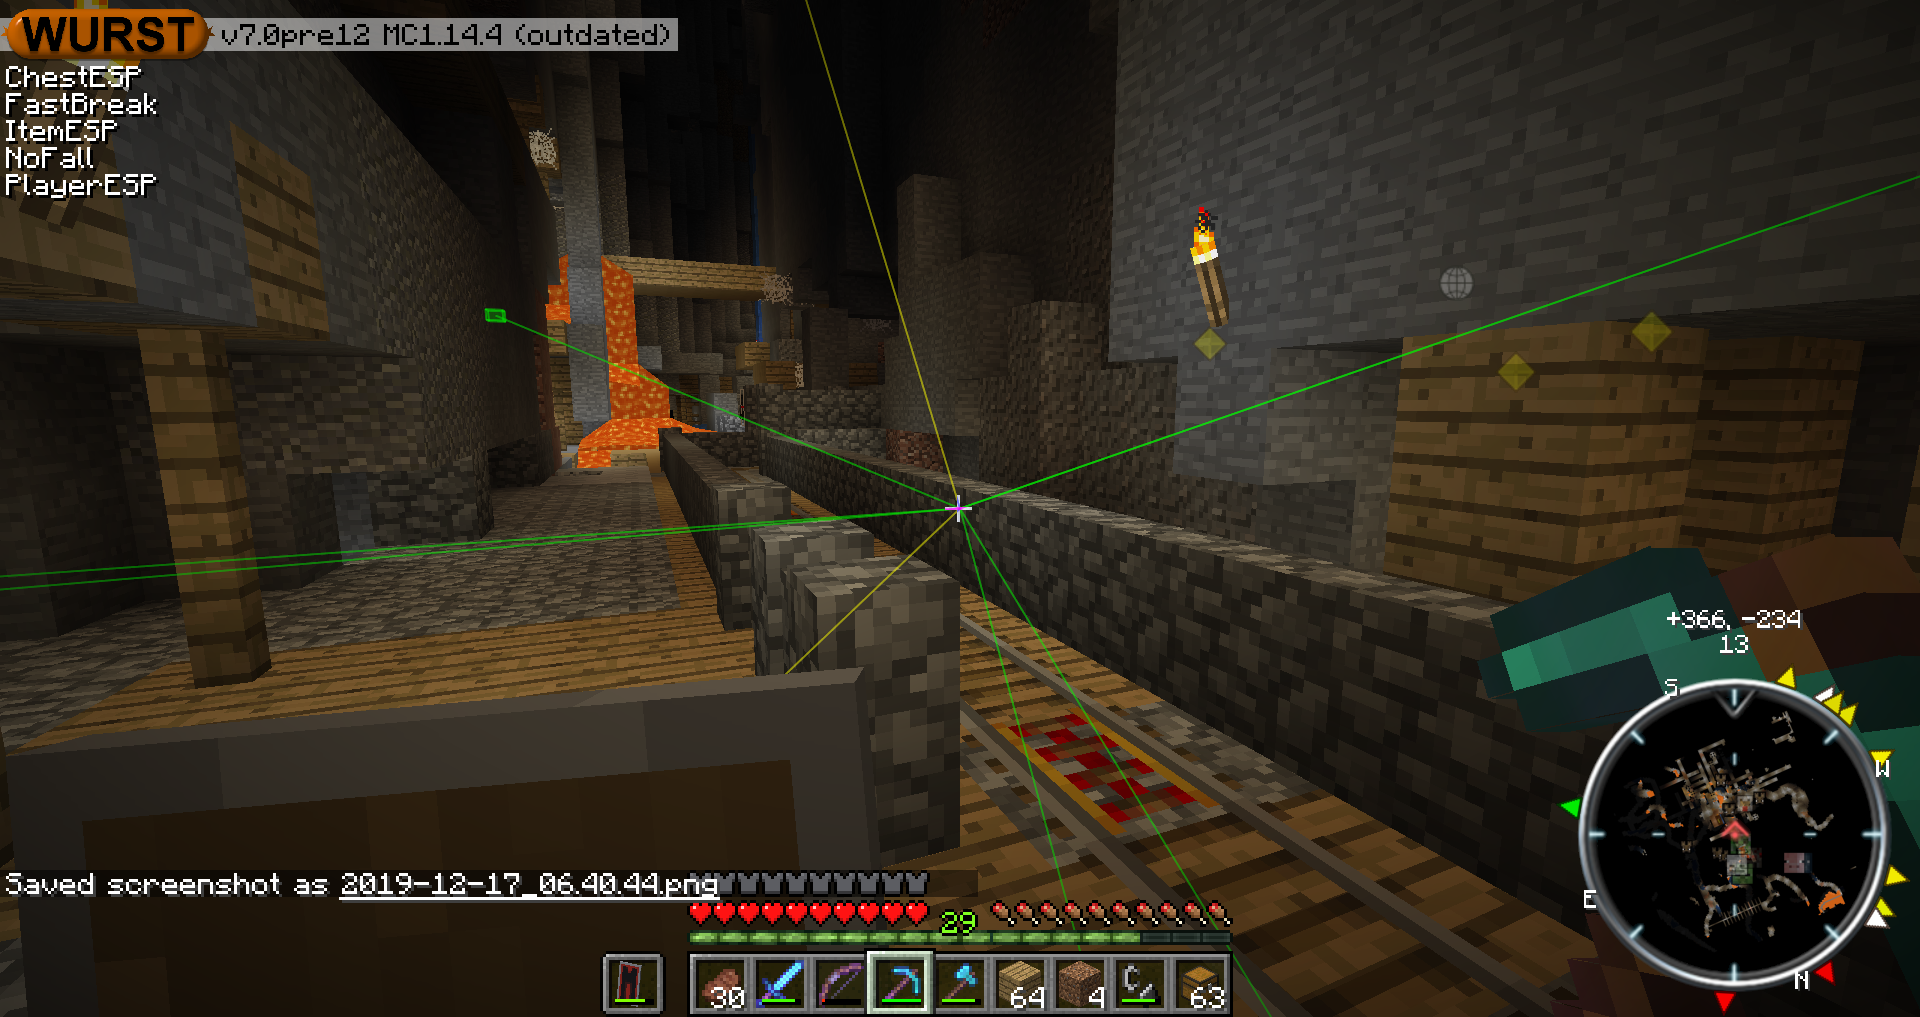 WURST v7.0pre12 MC1.14.4 (outdated)
ChestESP
FastBreak
ItemESP
NoFall
PlayerESP
+366, -234
13
S
W
E
N
Saved screenshot as 2019-12-17_06.40.44.png
29
30
64
4
63